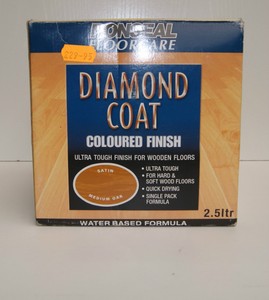 RONSEAL
FLOORCARE
DIAMOND
COAT
COLOURED FINISH
ULTRA TOUGH FINISH FOR WOODEN FLOORS
SATIN
MEDIUM OAK
• ULTRA TOUGH
• FOR HARD &
SOFT WOOD FLOORS
• QUICK DRYING
• SINGLE PACK
FORMULA
2.5ltr
WATER BASED FORMULA